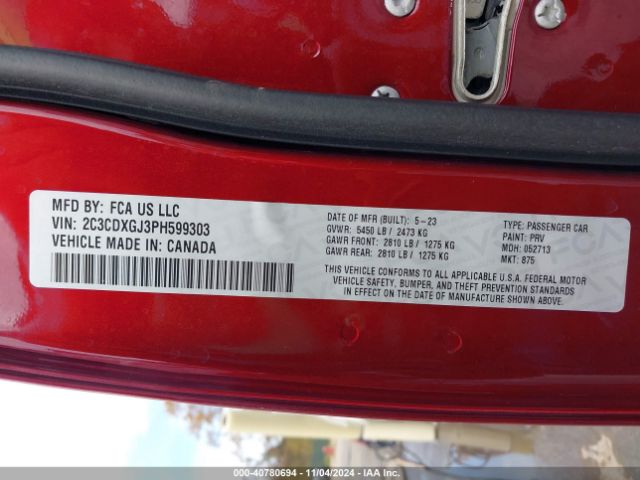 MFD BY: FCA US LLC
VIN: 2C3CDXGJ3PH599303
VEHICLE MADE IN: CANADA
DATE OF MFR (BUILT): 5-23
GVWR: 5450 LB / 2473 KG
GAWR FRONT: 2810 LB / 1275 KG
GAWR REAR: 2810 LB / 1275 KG
TYPE: PASSENGER CAR
PAINT: PRV
MDH: 052713
MKT: 875
THIS VEHICLE CONFORMS TO ALL APPLICABLE U.S.A. FEDERAL MOTOR
VEHICLE SAFETY, BUMPER, AND THEFT PREVENTION STANDARDS
IN EFFECT ON THE DATE OF MANUFACTURE SHOWN ABOVE.
00-40780694 - 11/04/2024 - IAA Inc.